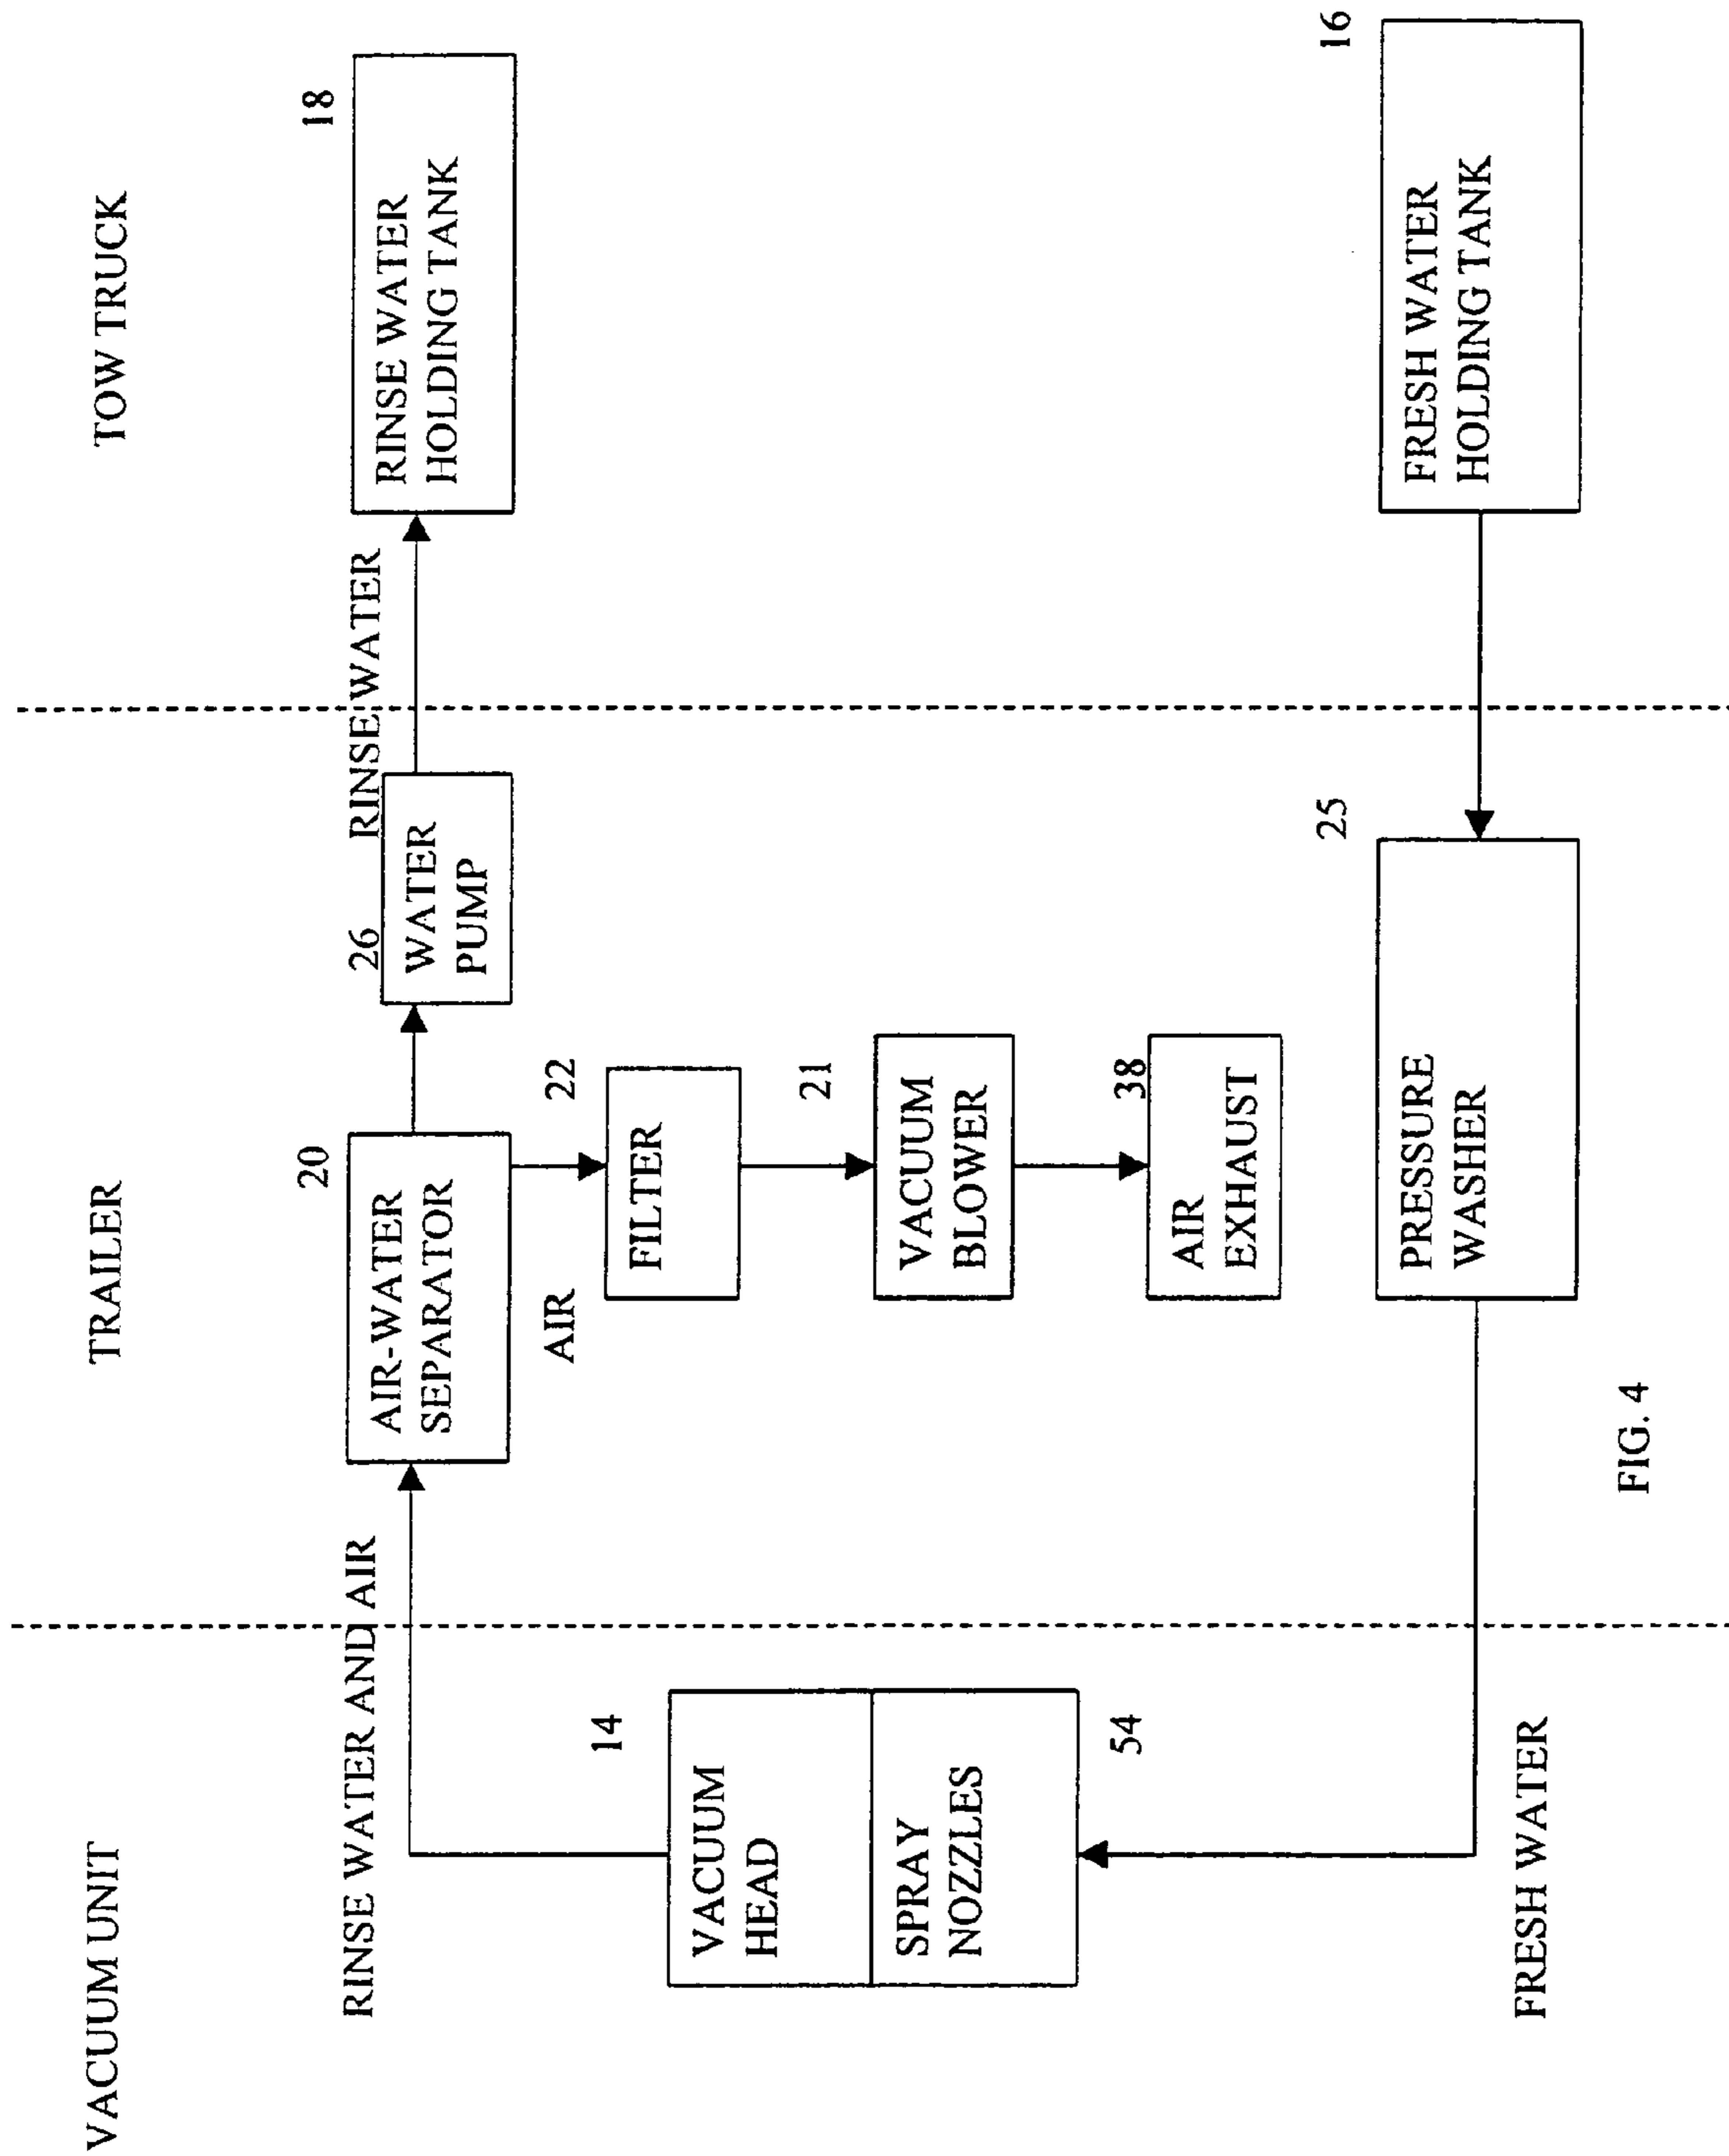 VACUUM UNIT
TRAILER
TOW TRUCK
RINSE WATER AND AIR
20
26
RINSE WATER
18
AIR-WATER
SEPARATOR
WATER
PUMP
RINSE WATER
HOLDING TANK
AIR
22
FILTER
14
VACUUM
HEAD
21
VACUUM
BLOWER
SPRAY
NOZZLES
54
38
AIR
EXHAUST
25
16
PRESSURE
WASHER
FRESH WATER
HOLDING TANK
FRESH WATER
FIG. 4